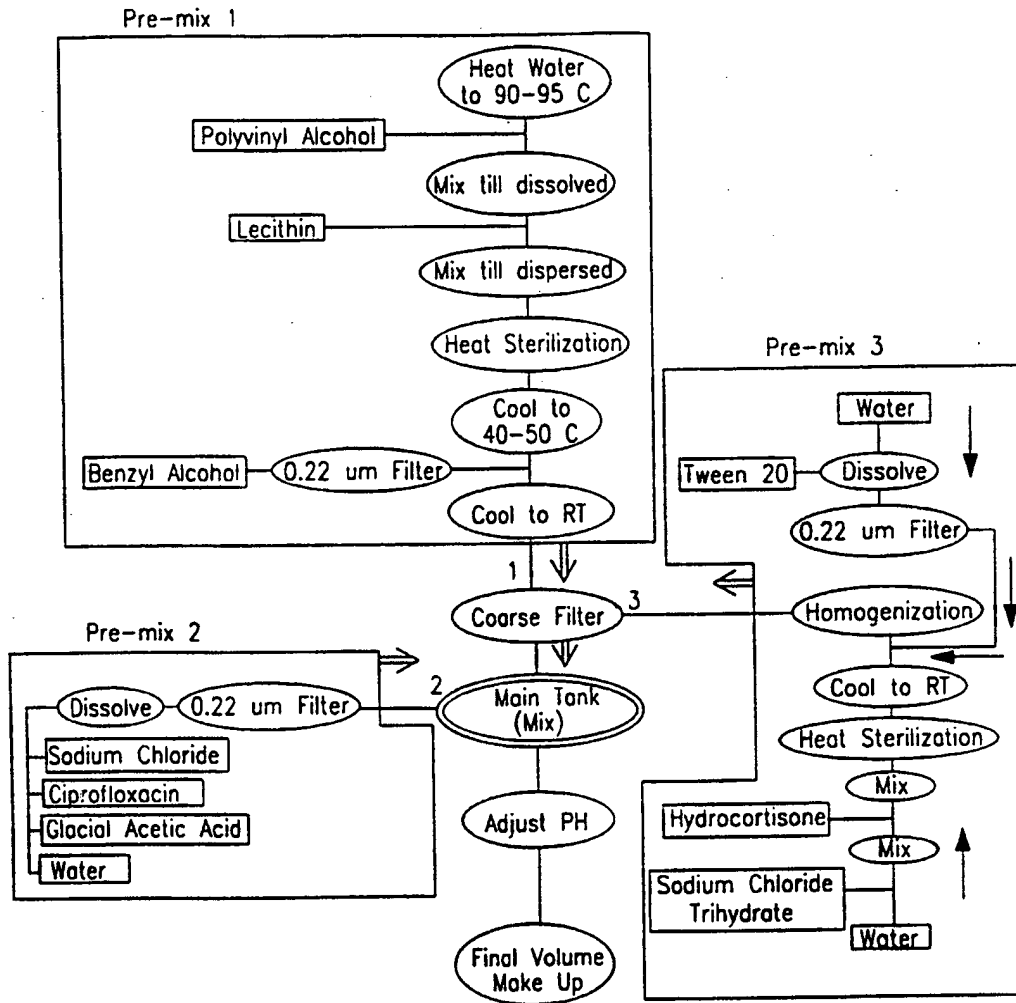 Pre-mix 1
Heat Water
to 90-95 C
Polyvinyl Alcohol
Mix till dissolved
Lecithin
Mix till dispersed
Heat Sterilization
Cool to
40-50 C
Benzyl Alcohol
0.22 um Filter
Cool to RT
1
Coarse Filter
3
Pre-mix 2
Dissolve
0.22 um Filter
2
Main Tank
(Mix)
Sodium Chloride
Ciprofloxacin
Glacial Acetic Acid
Water
Adjust PH
Final Volume
Make Up
Pre-mix 3
Water
Tween 20
Dissolve
0.22 um Filter
Homogenization
Cool to RT
Heat Sterilization
Mix
Hydrocortisone
Mix
Sodium Chloride
Trihydrate
Water